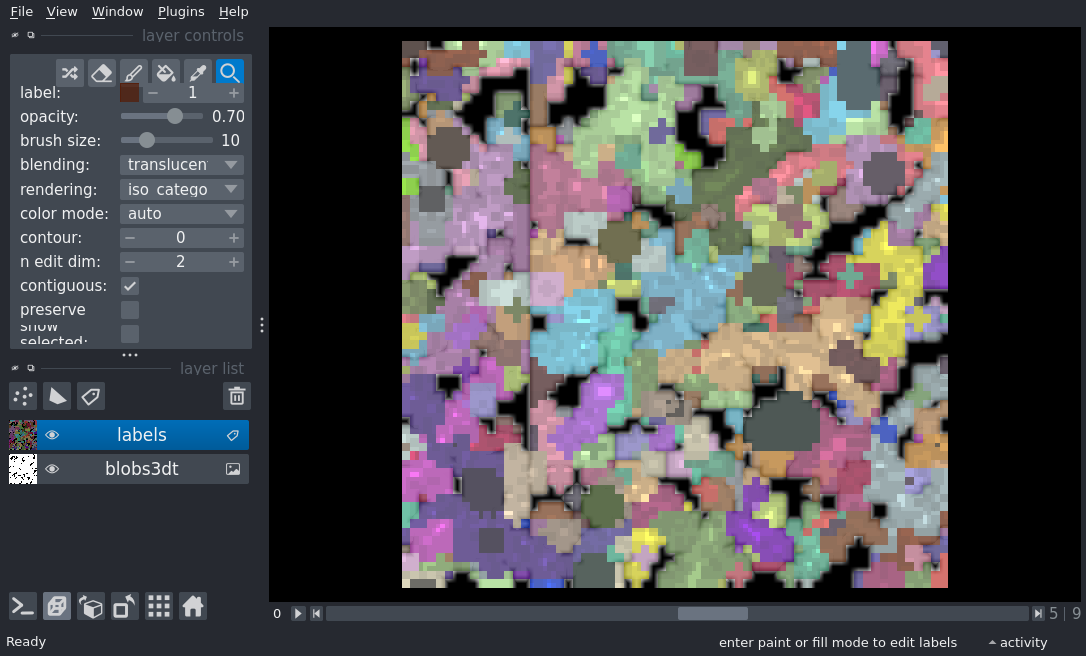 File View Window Plugins Help
layer controls
label: 1
opacity: 0.70
brush size: 10
blending: translucen
rendering: iso_catego
color mode: auto
contour: 0
n edit dim: 2
contiguous:
preserve
show
selected:
layer list
labels
blobs3dt
0 5 | 9
Ready enter paint or fill mode to edit labels activity